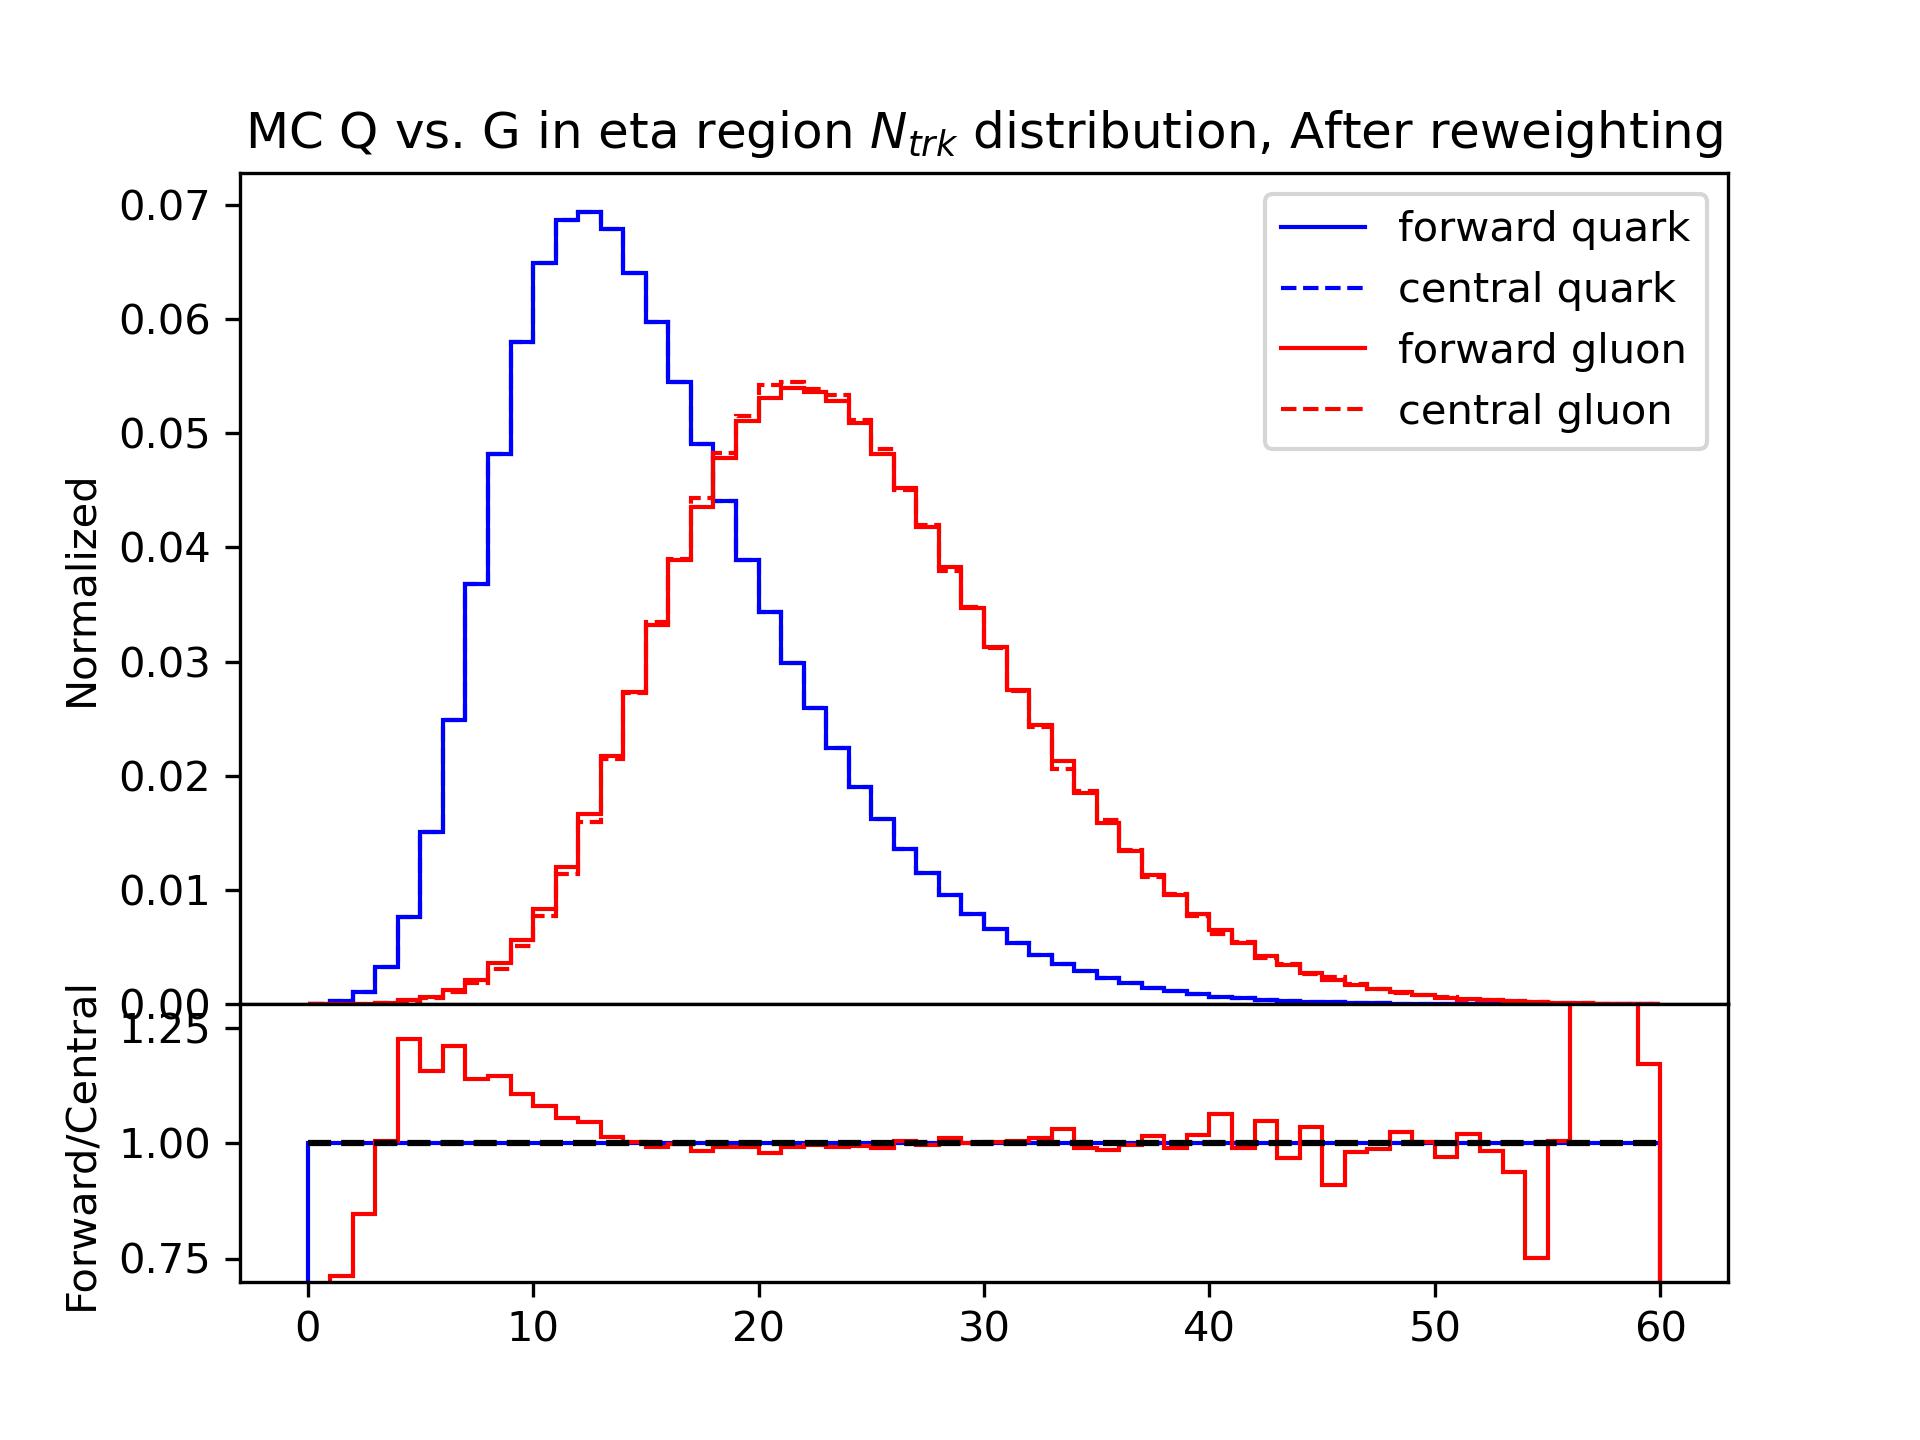 MC Q vs. G in eta region N_trk distribution, After reweighting
forward quark
central quark
forward gluon
central gluon
Normalized
0.07
0.06
0.05
0.04
0.03
0.02
0.01
0.00
Forward/Central
1.25
1.00
0.75
0 10 20 30 40 50 60